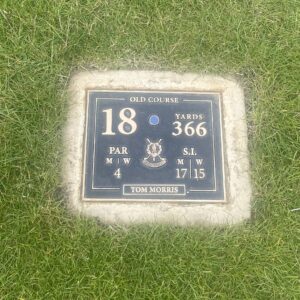 OLD COURSE
18 YARDS 366
PAR S.I.
M | W M | W
4 17 | 15
TOM MORRIS